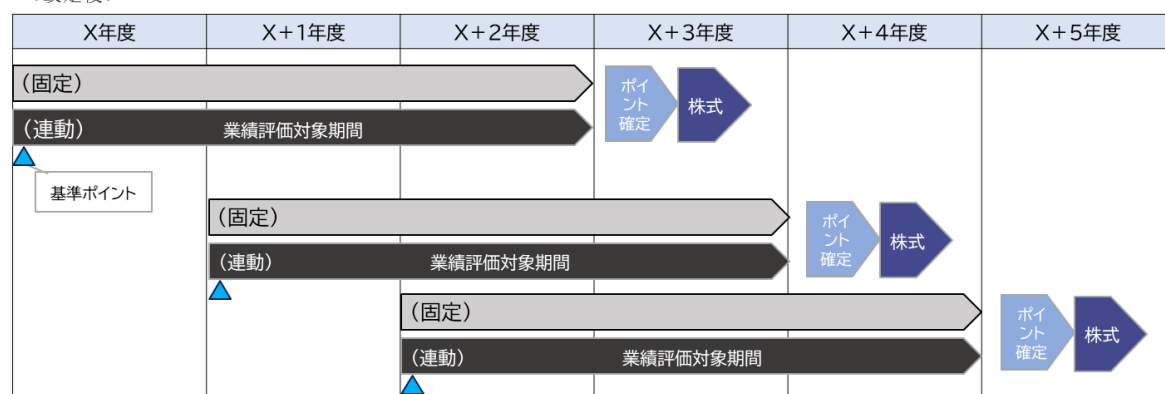 X年度 X+1年度 X+2年度 X+3年度 X+4年度 X+5年度
(固定)
(連動) 業績評価対象期間
ポイ
ント
確定
株式
基準ポイント
(固定)
(連動) 業績評価対象期間
ポイ
ント
確定
株式
(固定)
(連動) 業績評価対象期間
ポイ
ント
確定
株式